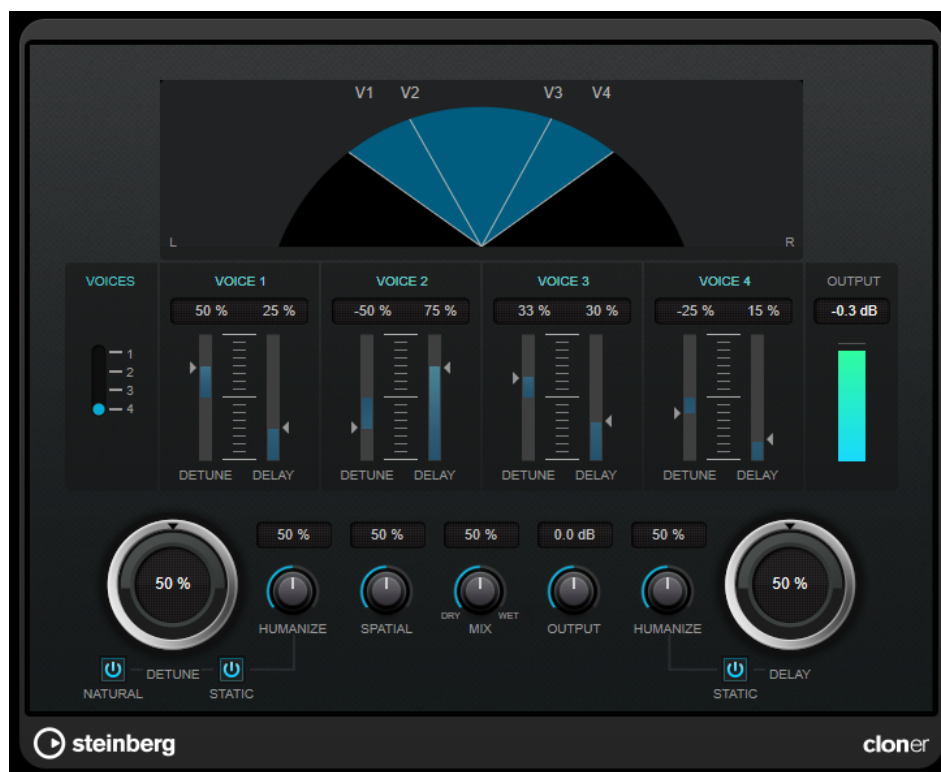 V1 V2 V3 V4
L R
VOICES VOICE 1 VOICE 2 VOICE 3 VOICE 4 OUTPUT
50 % 25 % -50 % 75 % 33 % 30 % -25 % 15 % -0.3 dB
1
2
3
4
DETUNE DELAY DETUNE DELAY DETUNE DELAY DETUNE DELAY
50 % 50 % 50 % 0.0 dB 50 %
50 % 50 %
DRY WET
HUMANIZE SPATIAL MIX OUTPUT HUMANIZE
DETUNE DELAY
NATURAL STATIC STATIC
steinberg cloner